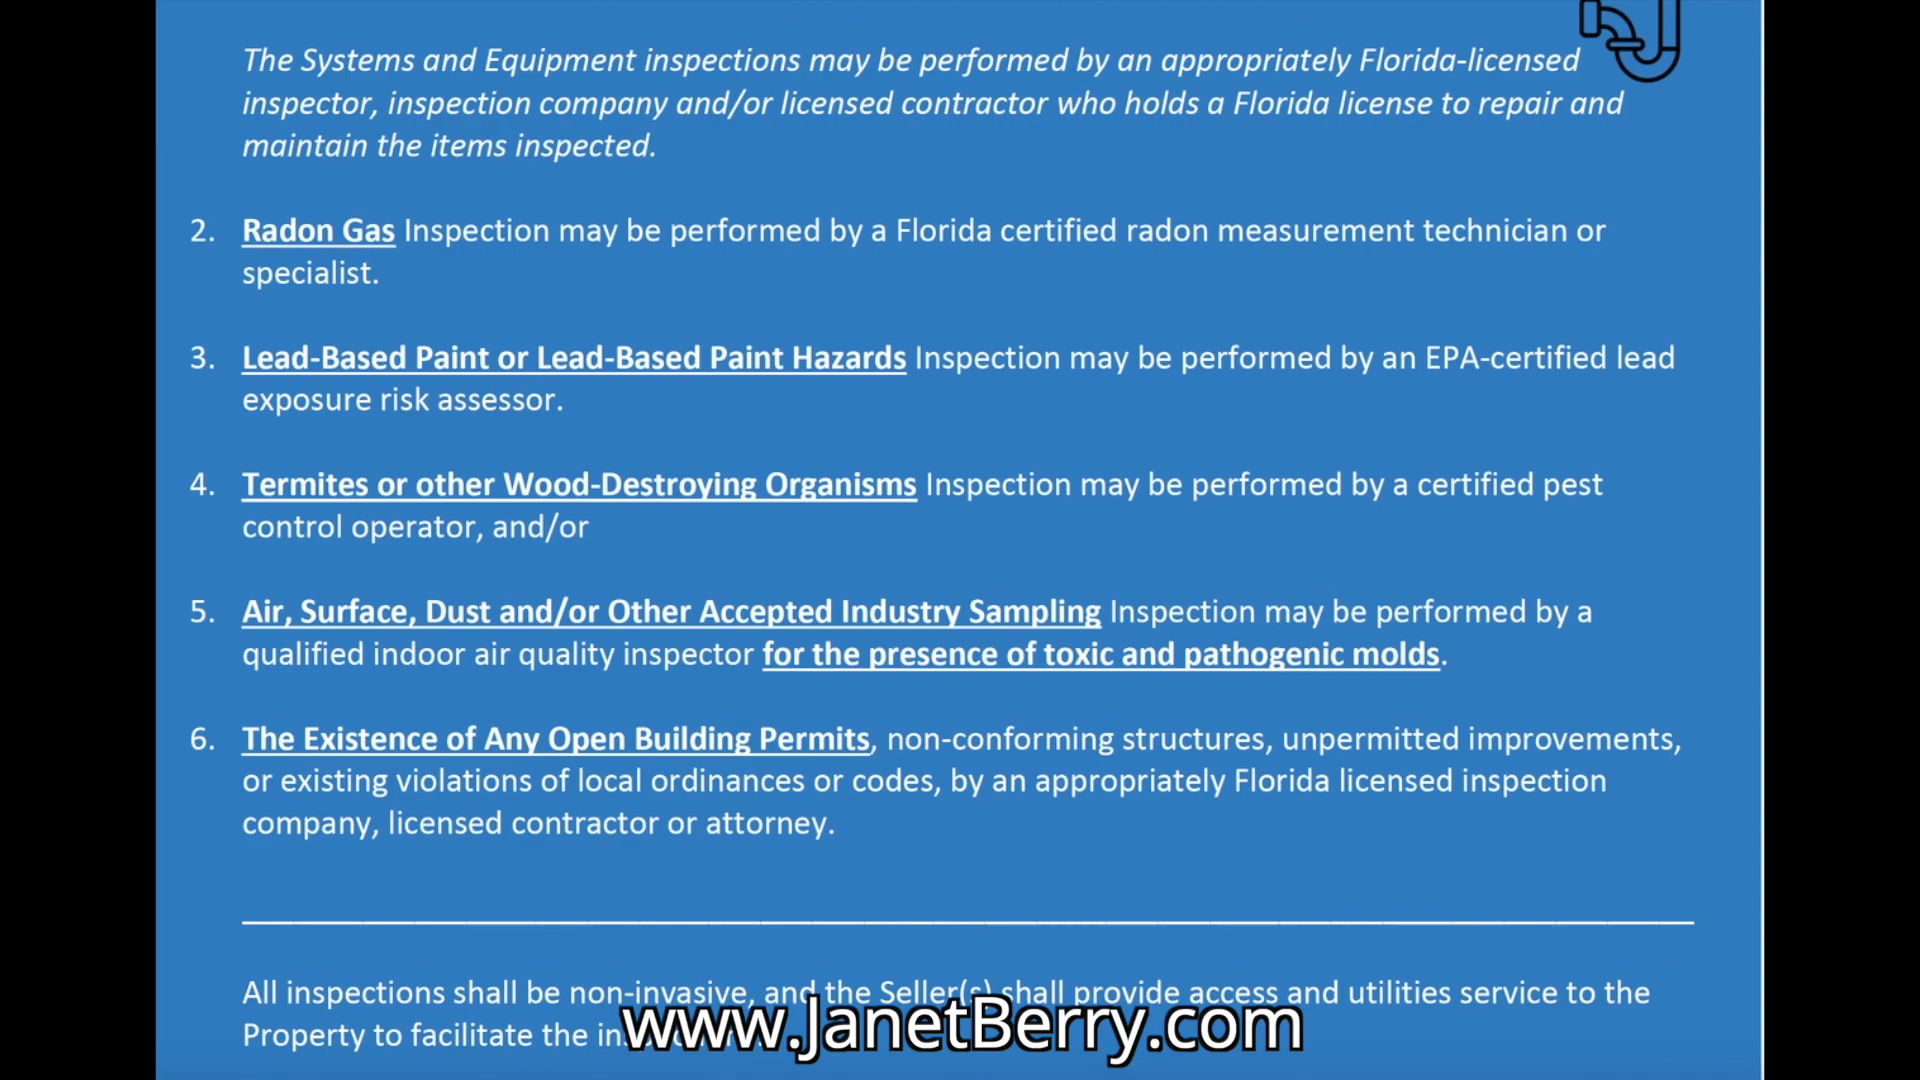 The Systems and Equipment inspections may be performed by an appropriately Florida-licensed
inspector, inspection company and/or licensed contractor who holds a Florida license to repair and
maintain the items inspected.
2. Radon Gas Inspection may be performed by a Florida certified radon measurement technician or
specialist.
3. Lead-Based Paint or Lead-Based Paint Hazards Inspection may be performed by an EPA-certified lead
exposure risk assessor.
4. Termites or other Wood-Destroying Organisms Inspection may be performed by a certified pest
control operator, and/or
5. Air, Surface, Dust and/or Other Accepted Industry Sampling Inspection may be performed by a
qualified indoor air quality inspector for the presence of toxic and pathogenic molds.
6. The Existence of Any Open Building Permits, non-conforming structures, unpermitted improvements,
or existing violations of local ordinances or codes, by an appropriately Florida licensed inspection
company, licensed contractor or attorney.
All inspections shall be non-invasive, and the Seller(s) shall provide access and utilities service to the
Property to facilitate the
www.JanetBerry.com